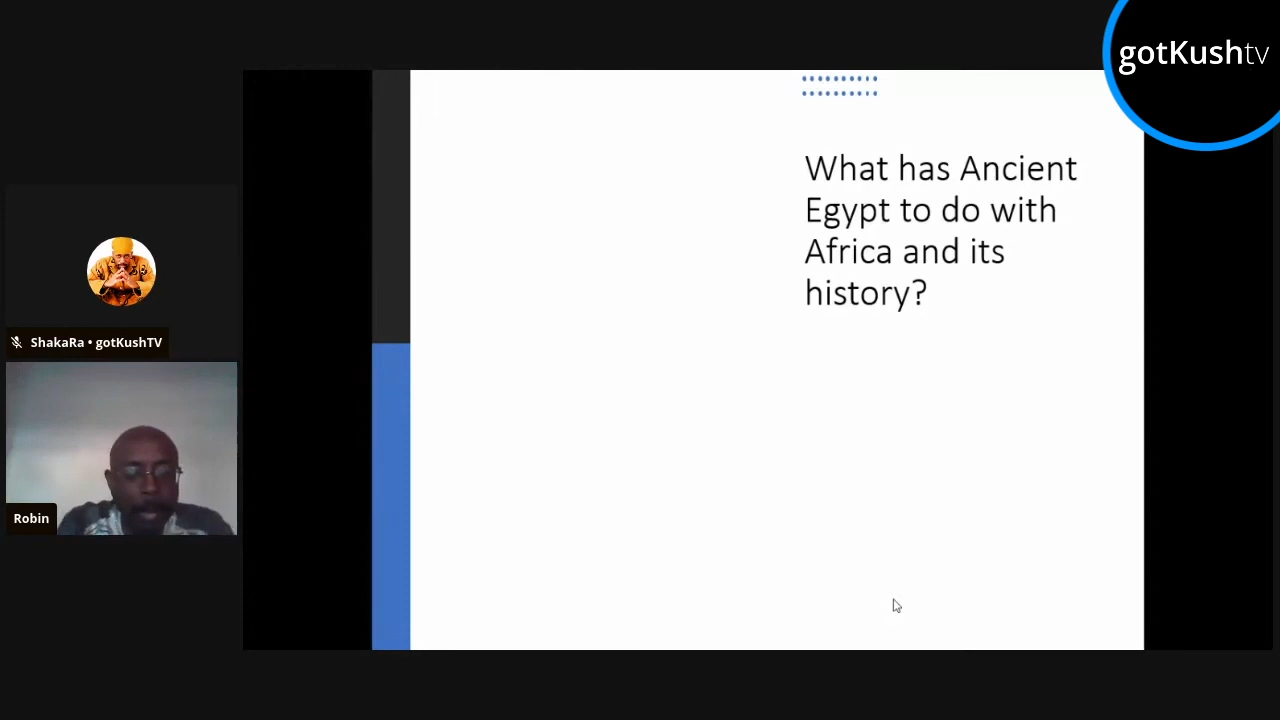 gotKushtv
What has Ancient
Egypt to do with
Africa and its
history?
ShakaRa • gotKushTV
Robin